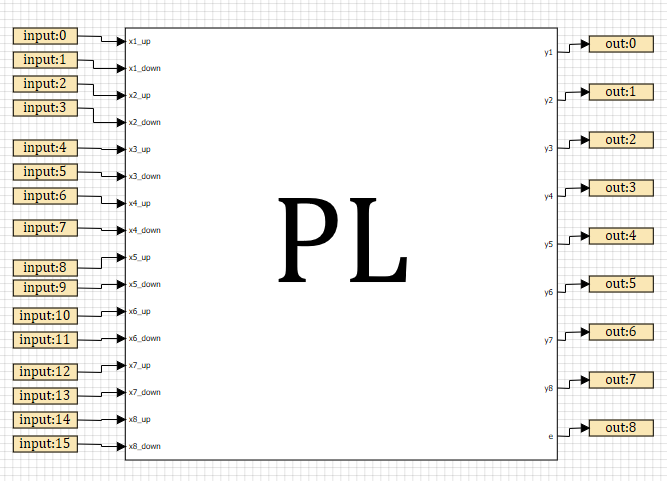 input:0
input:1
input:2
input:3
input:4
input:5
input:6
input:7
input:8
input:9
input:10
input:11
input:12
input:13
input:14
input:15
x1_up
x1_down
x2_up
x2_down
x3_up
x3_down
x4_up
x4_down
x5_up
x5_down
x6_up
x6_down
x7_up
x7_down
x8_up
x8_down
PL
y1
y2
y3
y4
y5
y6
y7
y8
e
out:0
out:1
out:2
out:3
out:4
out:5
out:6
out:7
out:8